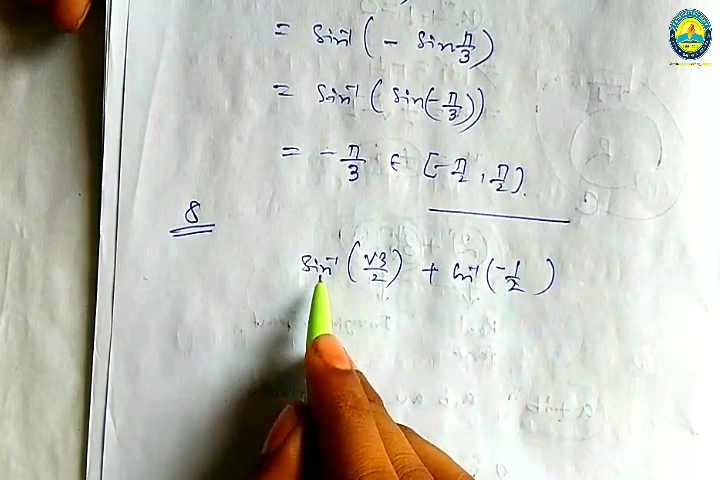 = sin⁻¹ (- sin π/3)
= sin⁻¹ (sin(-π/3))
= -π/3 ∈ [-π/2, π/2].
8
sin⁻¹ (√3/2) + sin⁻¹ (-1/2)